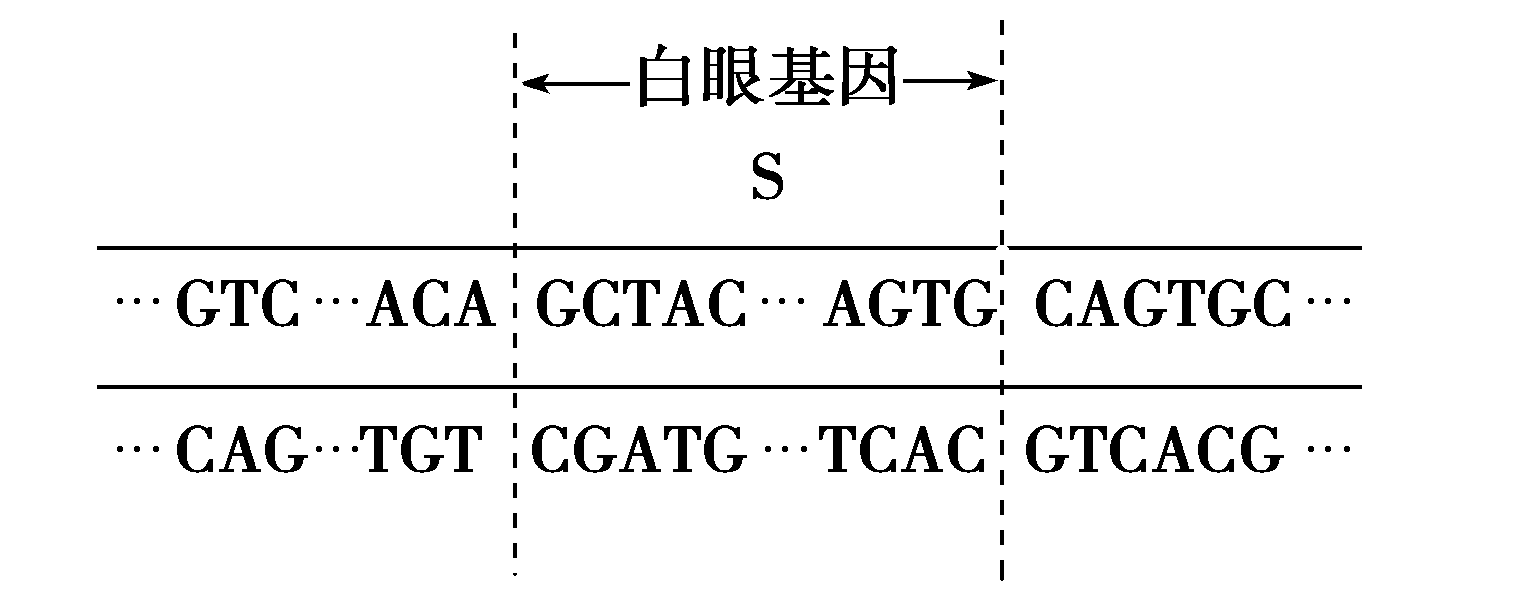 白眼基因
S
…GTC…ACA GCTAC…AGTG CAGTGC…
…CAG…TGT CGATG…TCAC GTCACG…